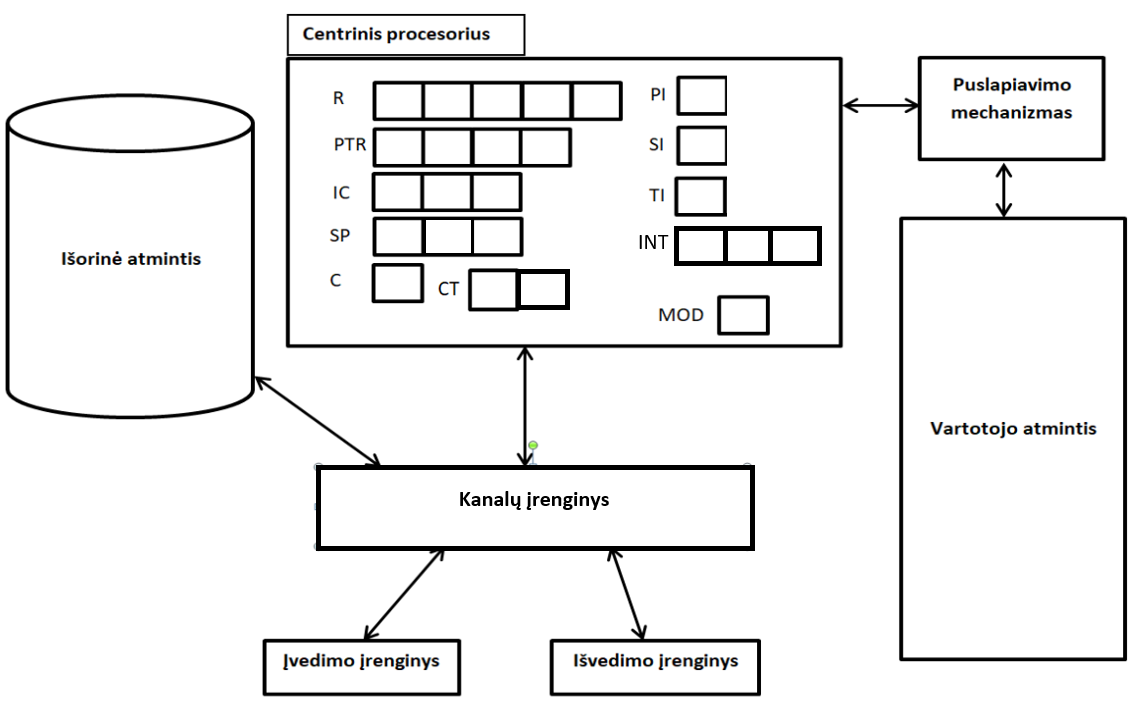 Centrinis procesorius
R
PTR
IC
SP
C
CT
PI
SI
TI
INT
MOD
Puslapiavimo
mechanizmas
Išorinė atmintis
Vartotojo atmintis
Kanalų įrenginys
Įvedimo įrenginys
Išvedimo įrenginys